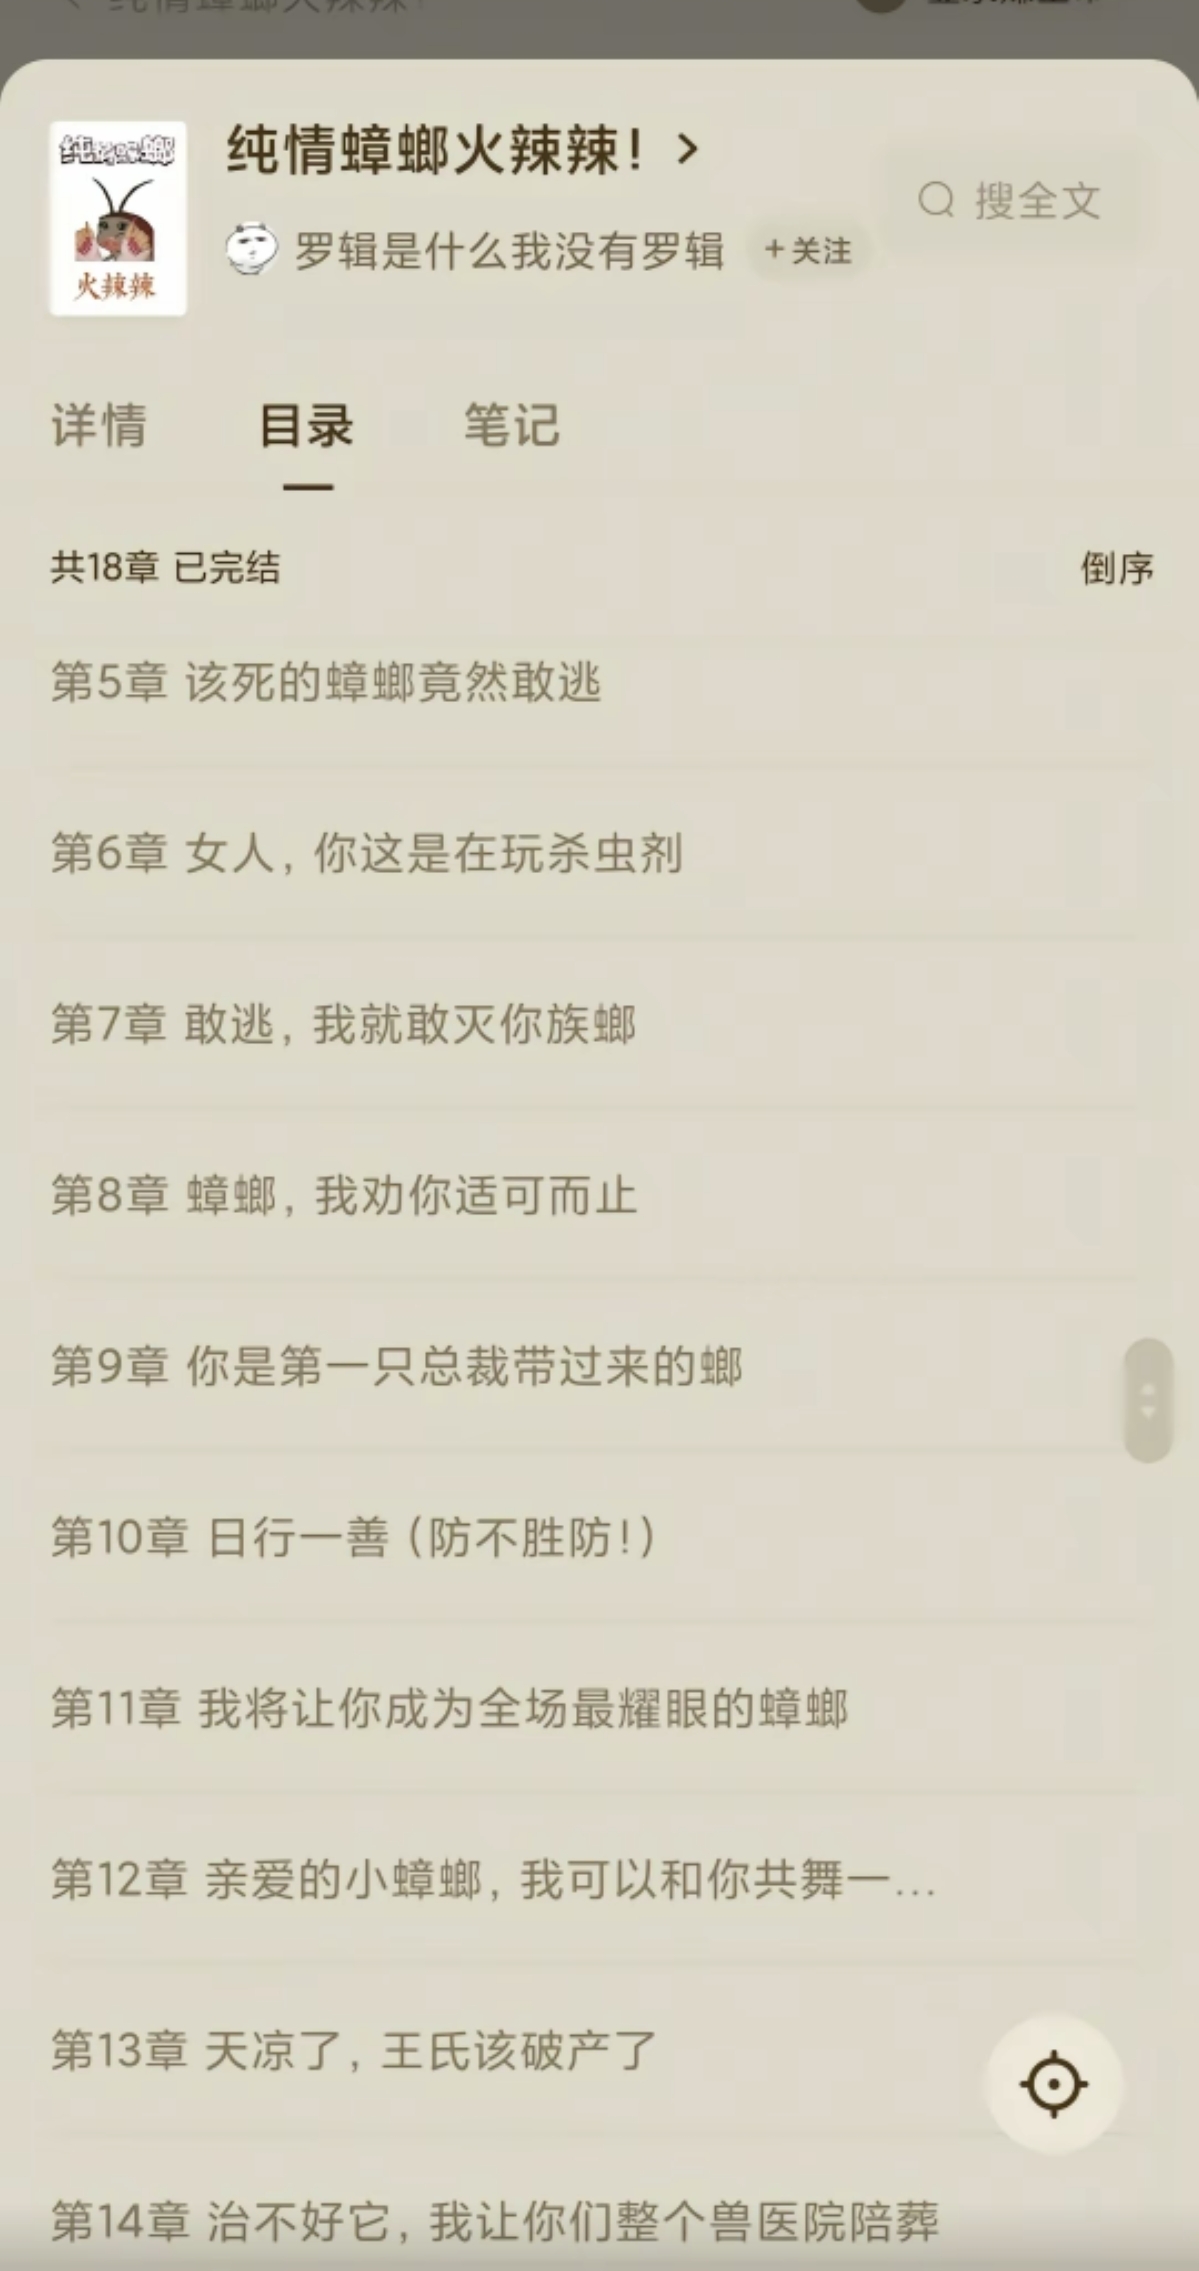 纯情蟑螂火辣辣！
火辣辣
纯情蟑螂火辣辣！ >
搜全文
罗辑是什么我没有罗辑
+关注
详情 目录 笔记
共18章 已完结 倒序
第5章 该死的蟑螂竟然敢逃
第6章 女人，你这是在玩杀虫剂
第7章 敢逃，我就敢灭你族螂
第8章 蟑螂，我劝你适可而止
第9章 你是第一只总裁带过来的螂
第10章 日行一善（防不胜防！）
第11章 我将让你成为全场最耀眼的蟑螂
第12章 亲爱的小蟑螂，我可以和你共舞一...
第13章 天凉了，王氏该破产了
第14章 治不好它，我让你们整个兽医院陪葬